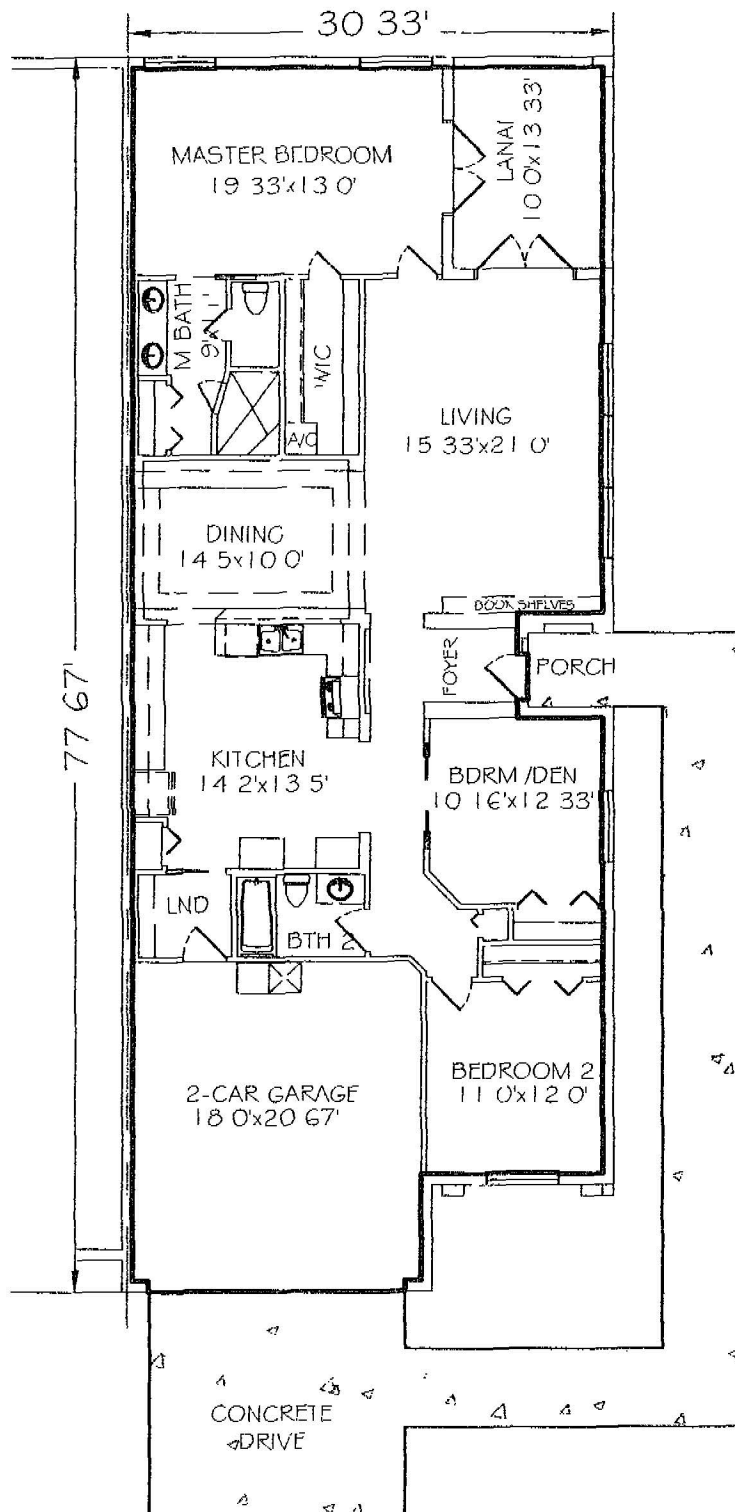 30 33'
MASTER BEDROOM
19 33'x13 0'
LANAI
10 0'x13 33'
M BATH
9'x11'
WIC
A/C
LIVING
15 33'x21 0'
DINING
14 5x10 0'
BOOK SHELVES
FOYER
PORCH
77 67'
KITCHEN
14 2'x13 5'
BDRM /DEN
10 16'x12 33'
LND
BTH 2
2-CAR GARAGE
18 0'x20 67'
BEDROOM 2
11 0'x12 0'
CONCRETE
DRIVE